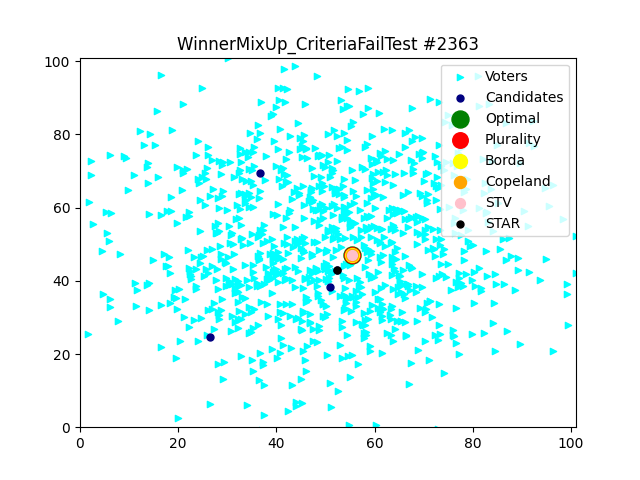 WinnerMixUp_CriteriaFailTest #2363
100
80
60
40
20
0
0 20 40 60 80 100
Voters
Candidates
Optimal
Plurality
Borda
Copeland
STV
STAR